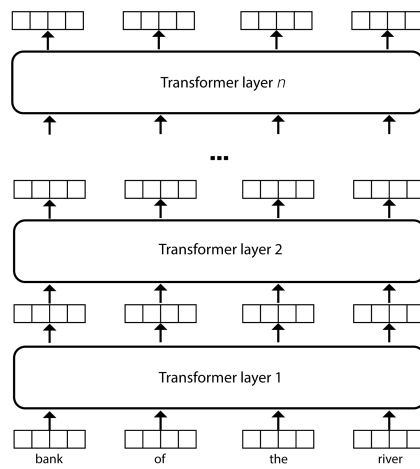 Transformer layer n
...
Transformer layer 2
Transformer layer 1
bank of the river